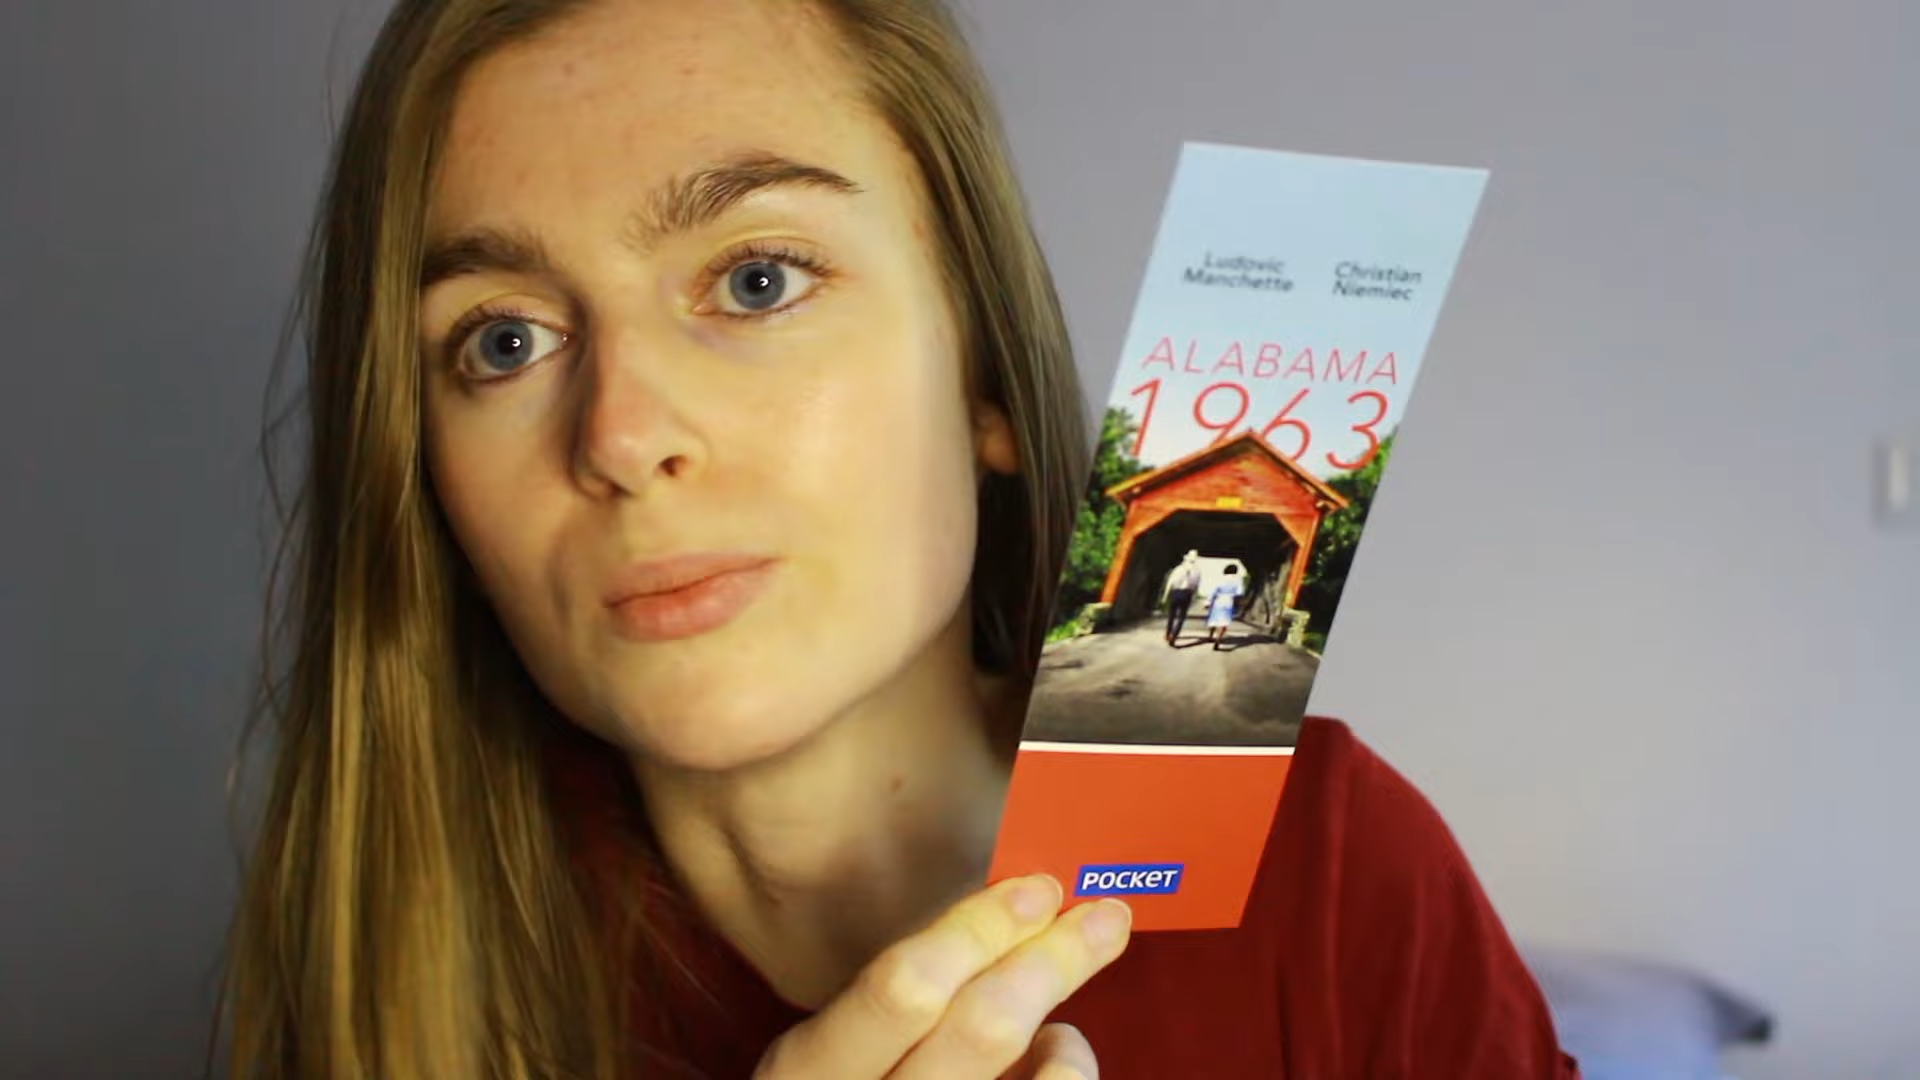 Ludovic
Manchette
Christian
Niemiec
ALABAMA
1963
POCKET